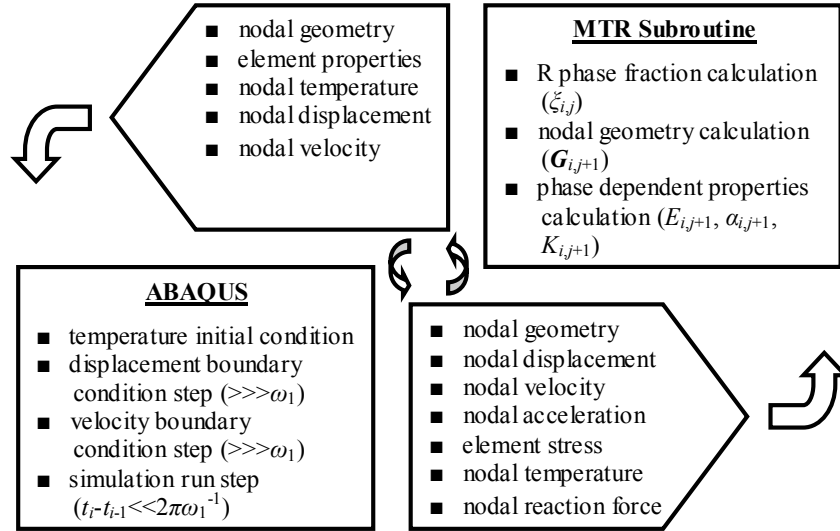 ■ nodal geometry
■ element properties
■ nodal temperature
■ nodal displacement
■ nodal velocity
MTR Subroutine
■ R phase fraction calculation
(ξi,j)
■ nodal geometry calculation
(Gi,j+1)
■ phase dependent properties
calculation (Ei,j+1, αi,j+1,
Ki,j+1)
ABAQUS
■ temperature initial condition
■ displacement boundary
condition step (>>>ω1)
■ velocity boundary
condition step (>>>ω1)
■ simulation run step
(ti-ti-1<<2πω1-1)
■ nodal geometry
■ nodal displacement
■ nodal velocity
■ nodal acceleration
■ element stress
■ nodal temperature
■ nodal reaction force